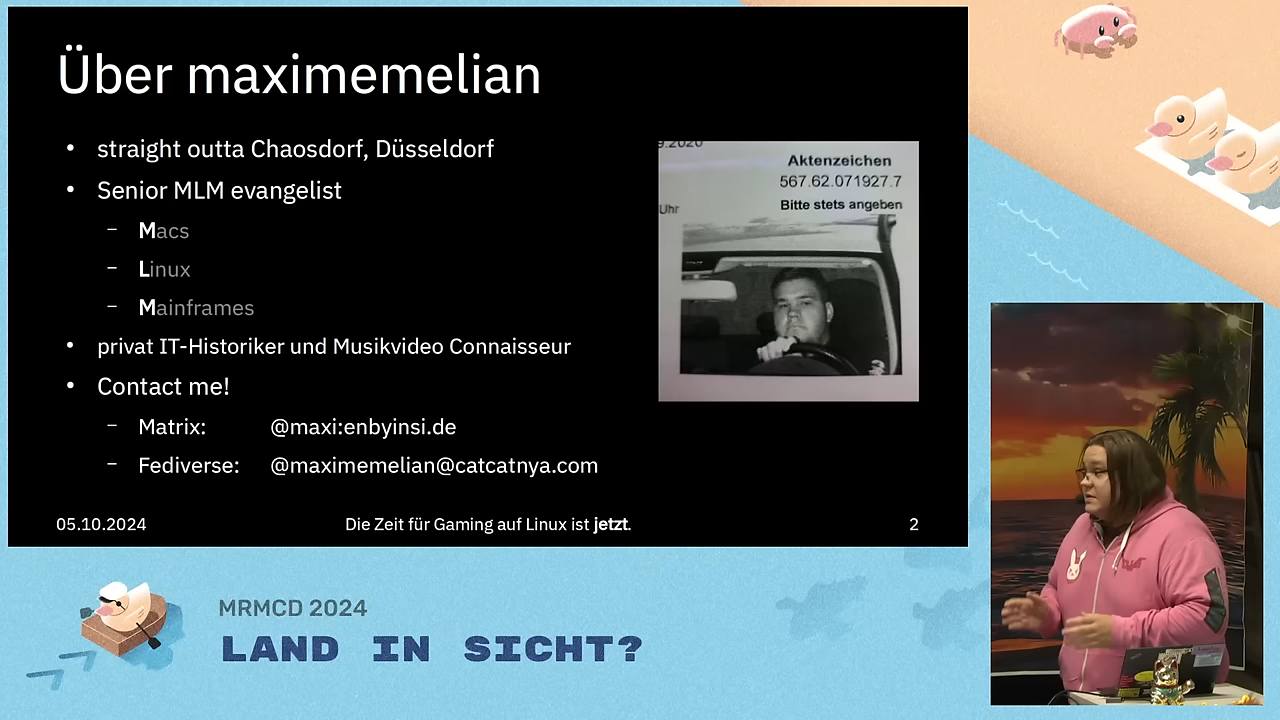 Über maximemelian
• straight outta Chaosdorf, Düsseldorf
• Senior MLM evangelist
– Macs
– Linux
– Mainframes
• privat IT-Historiker und Musikvideo Connaisseur
• Contact me!
– Matrix: @maxi:enbyinsi.de
– Fediverse: @maximemelian@catcatnya.com
9.2020
Aktenzeichen
567.62.071927.7
Uhr
Bitte stets angeben
05.10.2024 Die Zeit für Gaming auf Linux ist jetzt. 2
MRMCD 2024
LAND IN SICHT?